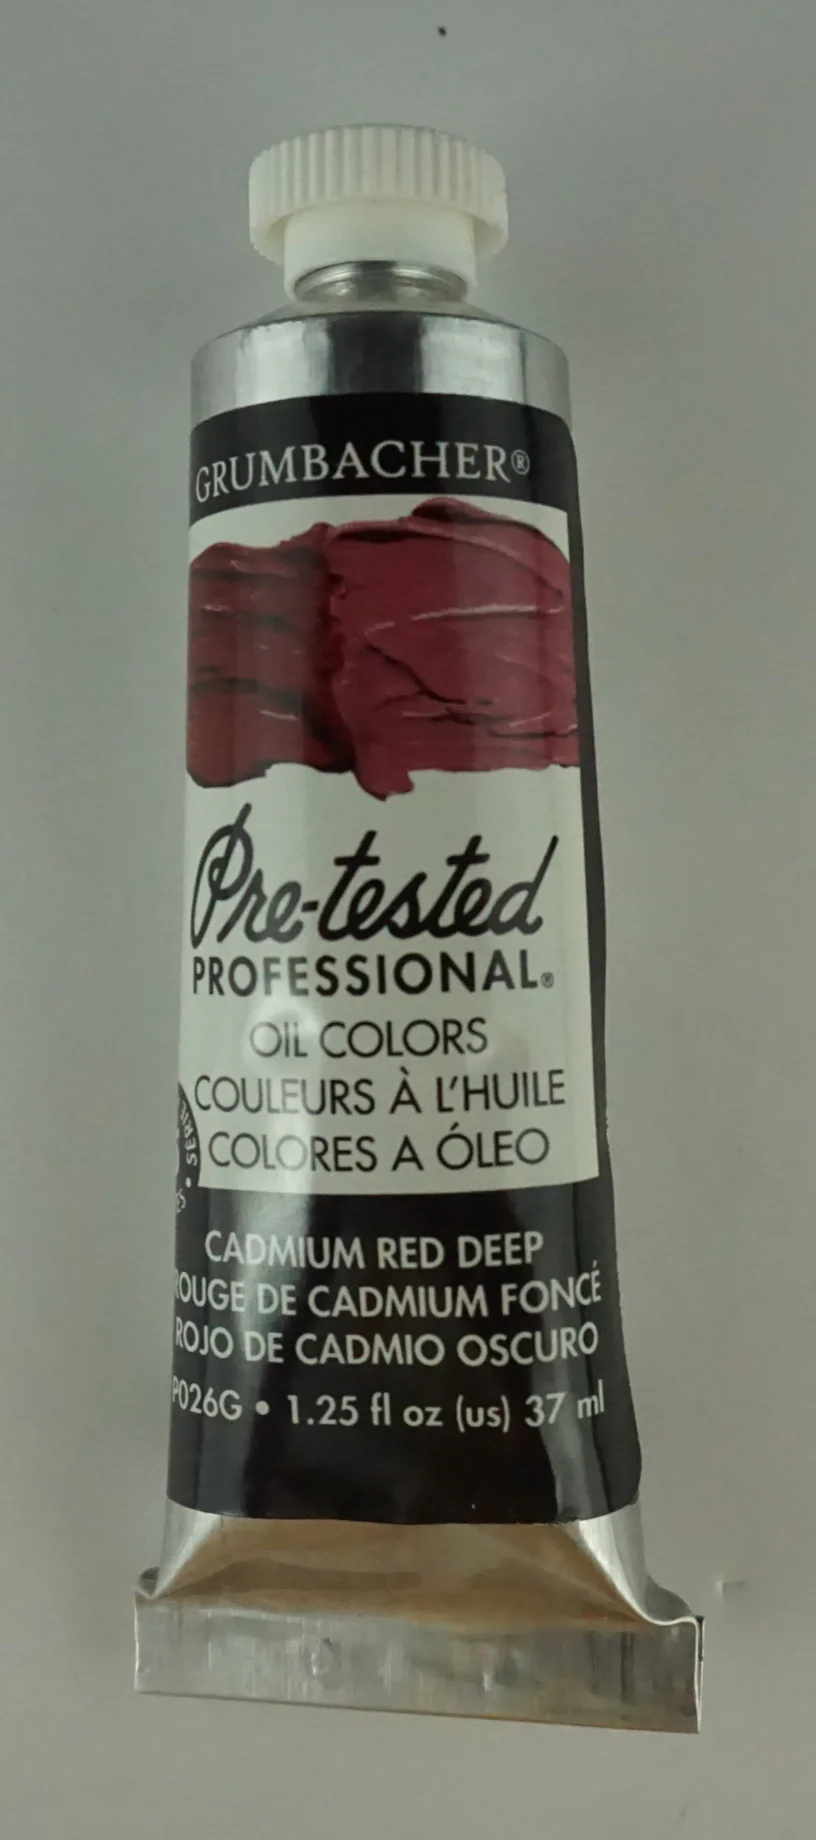 GRUMBACHER®
Pre-tested
PROFESSIONAL®
OIL COLORS
COULEURS À L'HUILE
COLORES A ÓLEO
SÉRIE
CADMIUM RED DEEP
ROUGE DE CADMIUM FONCÉ
ROJO DE CADMIO OSCURO
P026G • 1.25 fl oz (us) 37 ml